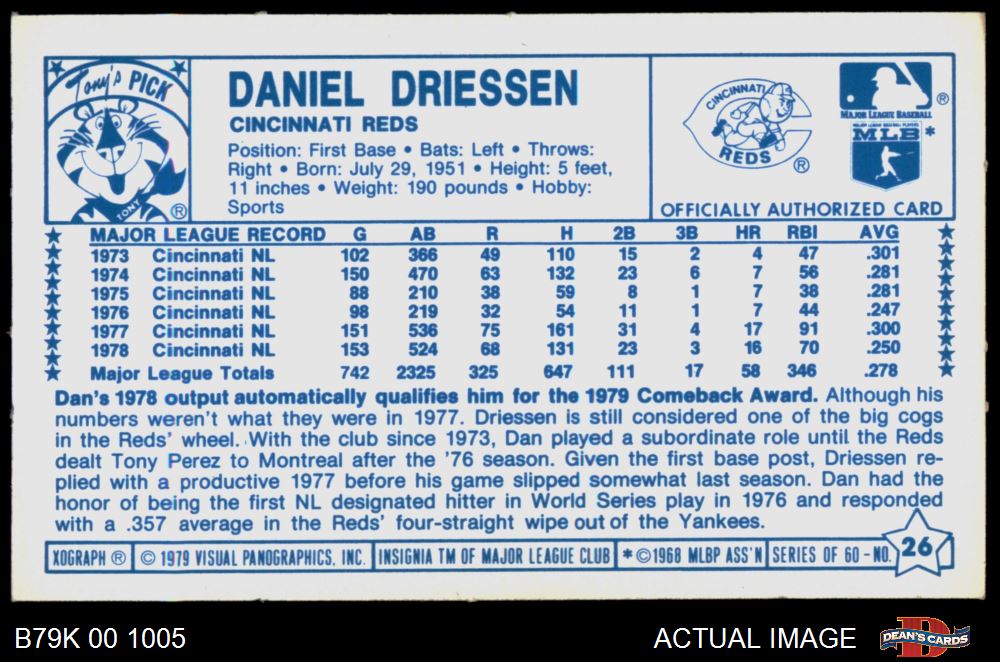 Tony's PICK
TONY
®
DANIEL DRIESSEN
CINCINNATI REDS
Position: First Base • Bats: Left • Throws:
Right • Born: July 29, 1951 • Height: 5 feet,
11 inches • Weight: 190 pounds • Hobby:
Sports
CINCINNATI
REDS
®
®
MAJOR LEAGUE BASEBALL
MAJOR LEAGUE BASEBALL PLAYERS
MLB *
OFFICIALLY AUTHORIZED CARD
MAJOR LEAGUE RECORD G AB R H 2B 3B HR RBI AVG
1973 Cincinnati NL 102 366 49 110 15 2 4 47 .301
1974 Cincinnati NL 150 470 63 132 23 6 7 56 .281
1975 Cincinnati NL 88 210 38 59 8 1 7 38 .281
1976 Cincinnati NL 98 219 32 54 11 1 7 44 .247
1977 Cincinnati NL 151 536 75 161 31 4 17 91 .300
1978 Cincinnati NL 153 524 68 131 23 3 16 70 .250
Major League Totals 742 2325 325 647 111 17 58 346 .278
Dan's 1978 output automatically qualifies him for the 1979 Comeback Award. Although his
numbers weren't what they were in 1977. Driessen is still considered one of the big cogs
in the Reds' wheel. With the club since 1973, Dan played a subordinate role until the Reds
dealt Tony Perez to Montreal after the '76 season. Given the first base post, Driessen re-
plied with a productive 1977 before his game slipped somewhat last season. Dan had the
honor of being the first NL designated hitter in World Series play in 1976 and responded
with a .357 average in the Reds' four-straight wipe out of the Yankees.
XOGRAPH ® © 1979 VISUAL PANOGRAPHICS, INC. INSIGNIA TM OF MAJOR LEAGUE CLUB * © 1968 MLBP ASS'N SERIES OF 60 - NO. 26
B79K 00 1005
ACTUAL IMAGE
DEAN'S CARDS